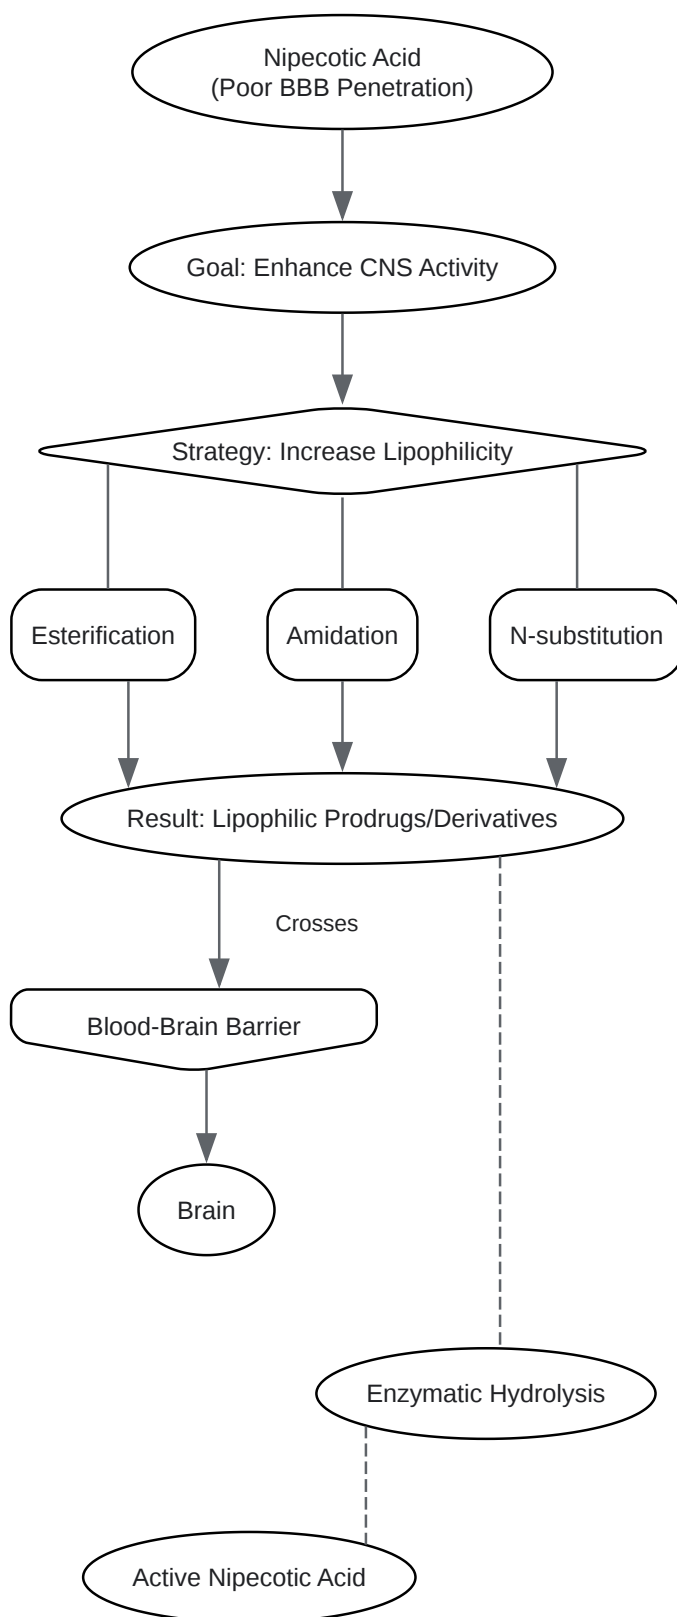 Nipecotic Acid
(Poor BBB Penetration)
Goal: Enhance CNS Activity
Strategy: Increase Lipophilicity
Esterification
Amidation
N-substitution
Result: Lipophilic Prodrugs/Derivatives
Crosses
Blood-Brain Barrier
Brain
Enzymatic Hydrolysis
Active Nipecotic Acid